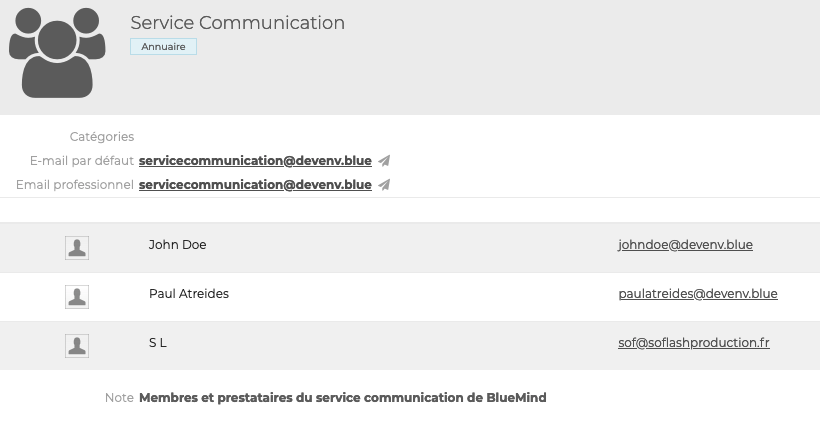 Service Communication
Annuaire
Catégories
E-mail par défaut servicecommunication@devenv.blue
Email professionnel servicecommunication@devenv.blue
John Doe johndoe@devenv.blue
Paul Atreides paulatreides@devenv.blue
S L sof@soflashproduction.fr
Note Membres et prestataires du service communication de BlueMind